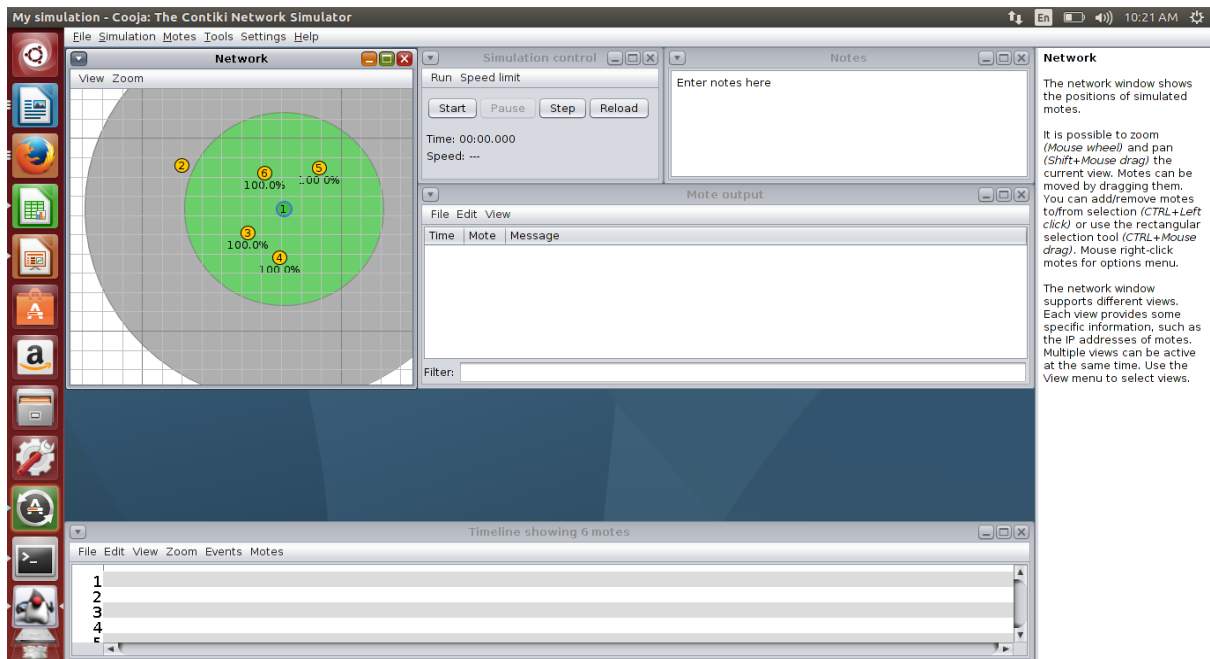 My simulation - Cooja: The Contiki Network Simulator
En
10:21 AM
File Simulation Motes Tools Settings Help
Network
View Zoom
2
6
100.0%
5
100.0%
1
3
100.0%
4
100.0%
Simulation control
Run Speed limit
Start Pause Step Reload
Time: 00:00.000
Speed: ---
Notes
Enter notes here
Mote output
File Edit View
Time Mote Message
Filter:
Timeline showing 6 motes
File Edit View Zoom Events Motes
1
2
3
4
5
Network
The network window shows
the positions of simulated
motes.
It is possible to zoom
(Mouse wheel) and pan
(Shift+Mouse drag) the
current view. Motes can be
moved by dragging them.
You can add/remove motes
to/from selection (CTRL+Left
click) or use the rectangular
selection tool (CTRL+Mouse
drag). Mouse right-click
motes for options menu.
The network window
supports different views.
Each view provides some
specific information, such as
the IP addresses of motes.
Multiple views can be active
at the same time. Use the
View menu to select views.